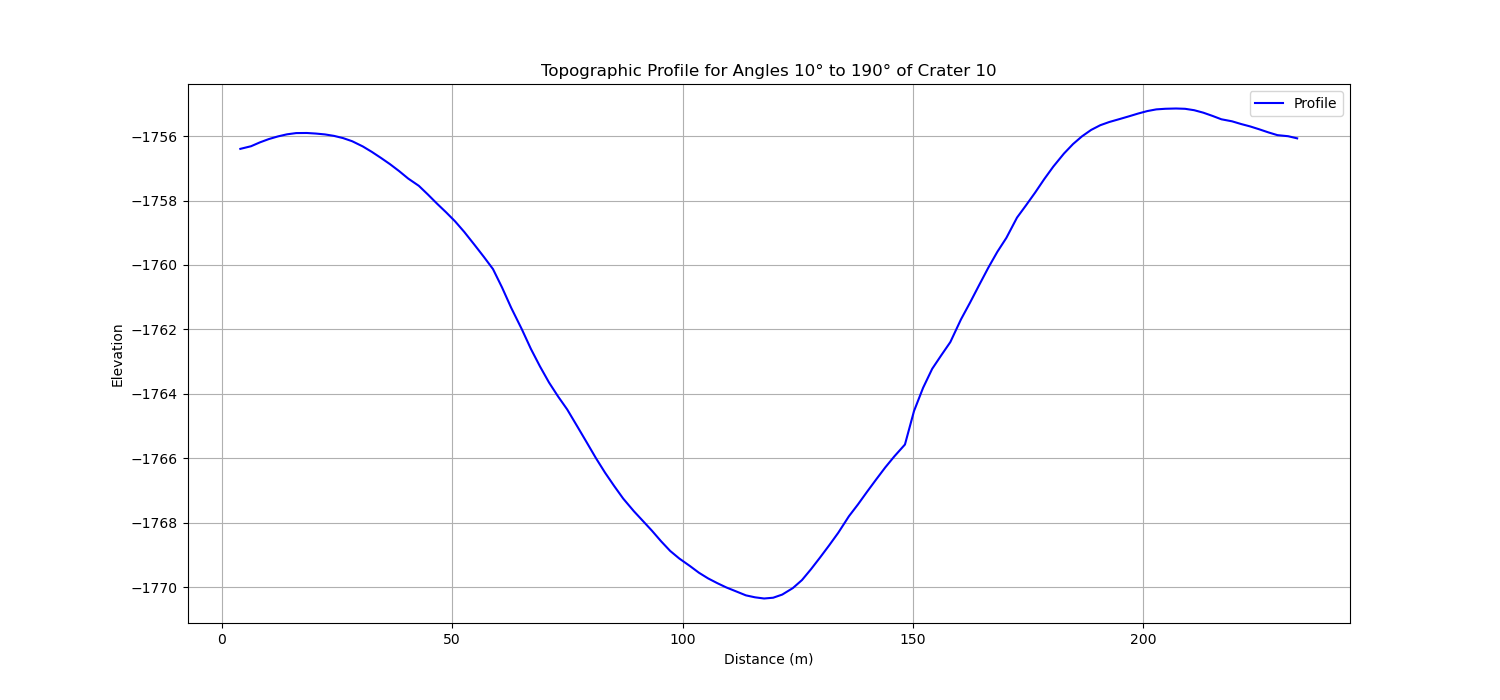 Topographic Profile for Angles 10° to 190° of Crater 10
Profile
−1756
−1758
−1760
−1762
−1764
−1766
−1768
−1770
Elevation
0 50 100 150 200
Distance (m)